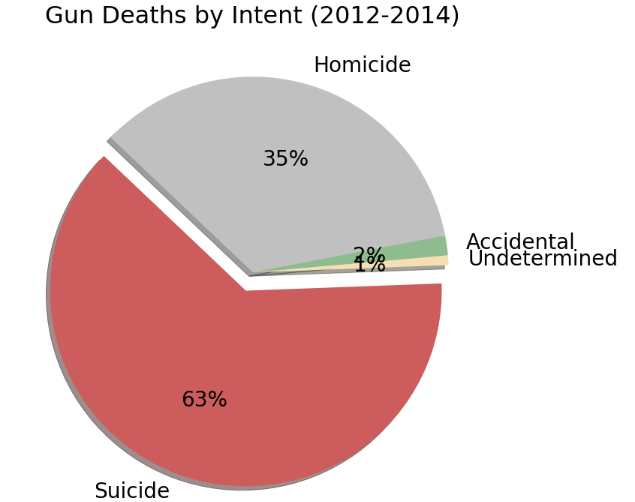 Gun Deaths by Intent (2012-2014)
Homicide
35%
Accidental
2%
Undetermined
1%
63%
Suicide